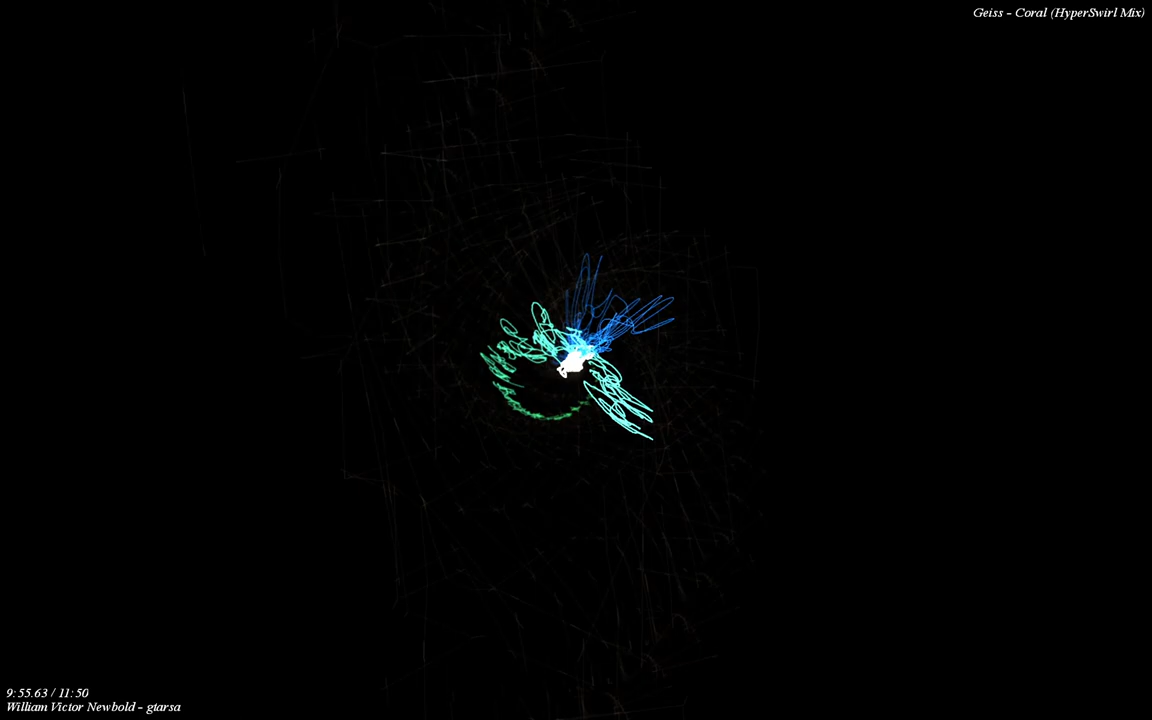 Geiss - Coral (HyperSwirl Mix)
9:55.63 / 11:50
William Victor Newbold - gtarsa